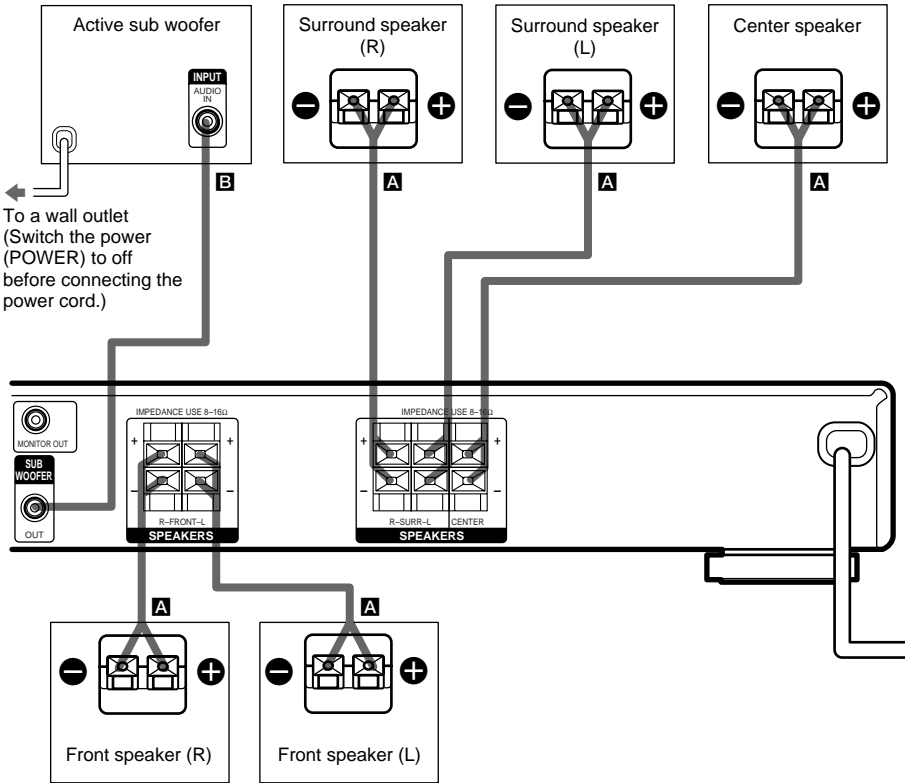 Active sub woofer
INPUT
AUDIO
IN
Surround speaker
(R)
Surround speaker
(L)
Center speaker
− +
− +
− +
B
A
A
A
To a wall outlet
(Switch the power
(POWER) to off
before connecting the
power cord.)
MONITOR OUT
SUB
WOOFER
OUT
IMPEDANCE USE 8–16Ω
+ +
− −
R–FRONT–L
SPEAKERS
IMPEDANCE USE 8–16Ω
+ +
− −
R–SURR–L CENTER
SPEAKERS
A
A
− +
− +
Front speaker (R)
Front speaker (L)